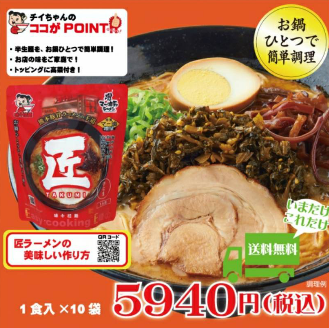 チイちゃんの
ココがPOINT!
・半生麺を、お鍋ひとつで簡単調理!
・お店の味をご家庭で!
・トッピングに高菜付き!
お鍋
ひとつで
簡単調理
匠
TAKUMI
cooking
いまだけ
これだけ
送料無料
調理例
匠ラーメンの
美味しい作り方
QRコード
1食入×10袋
5940円(税込)